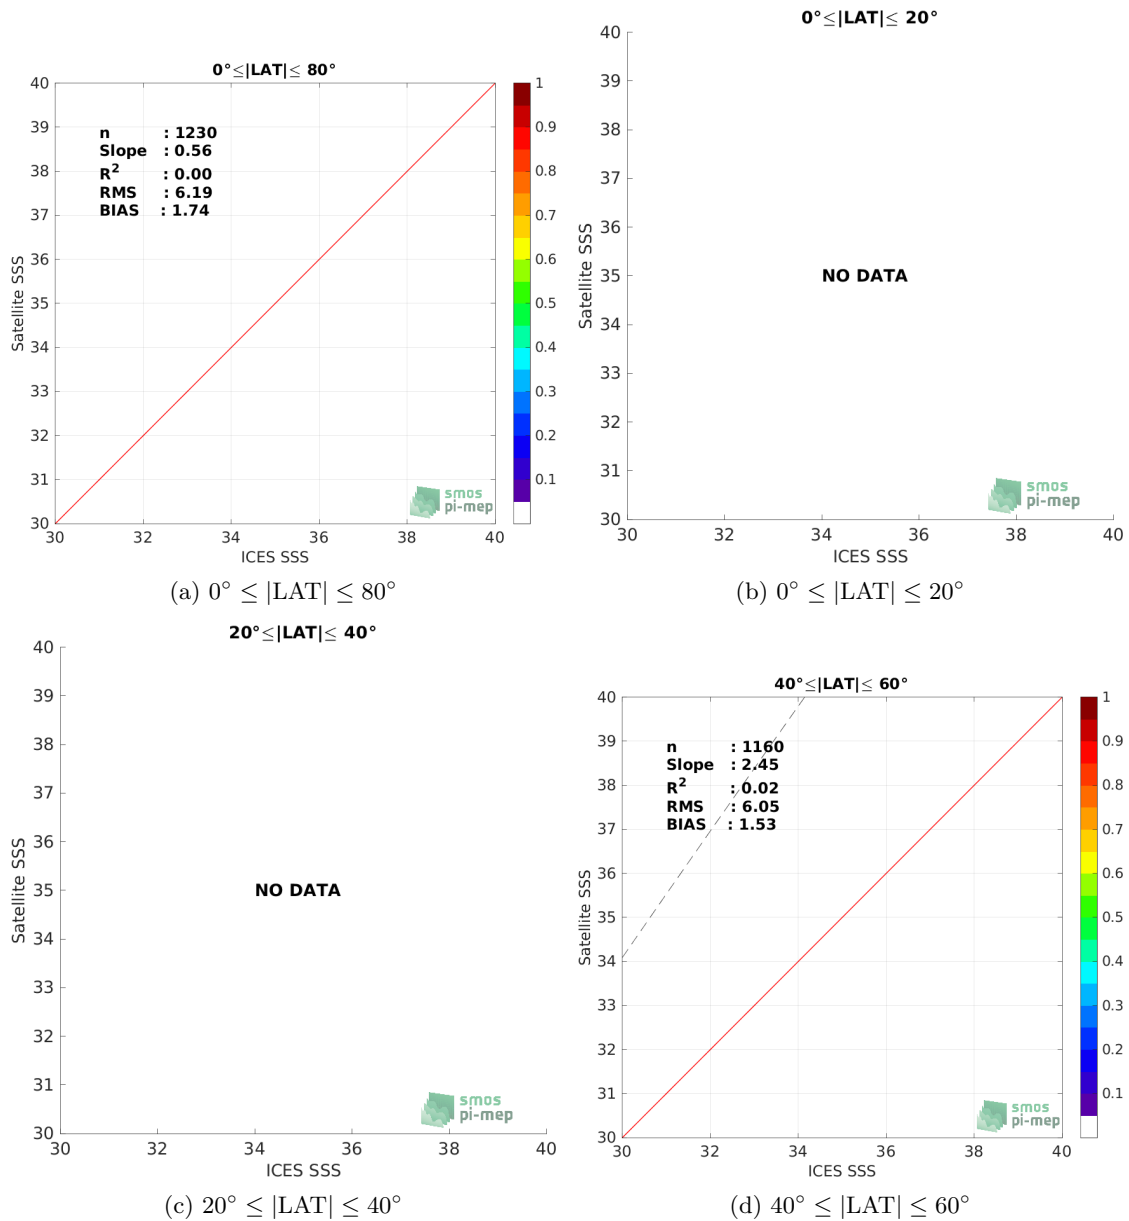 0°≤|LAT|≤ 80°
n : 1230
Slope : 0.56
R² : 0.00
RMS : 6.19
BIAS : 1.74
40
39
38
37
36
35
34
33
32
31
30
Satellite SSS
30 32 34 36 38 40
ICES SSS
1
0.9
0.8
0.7
0.6
0.5
0.4
0.3
0.2
0.1
smos
pi-mep
(a) 0° ≤ |LAT| ≤ 80°
0°≤|LAT|≤ 20°
40
39
38
37
36
35
34
33
32
31
30
Satellite SSS
NO DATA
30 32 34 36 38 40
ICES SSS
smos
pi-mep
(b) 0° ≤ |LAT| ≤ 20°
20°≤|LAT|≤ 40°
40
39
38
37
36
35
34
33
32
31
30
Satellite SSS
NO DATA
30 32 34 36 38 40
ICES SSS
smos
pi-mep
(c) 20° ≤ |LAT| ≤ 40°
40°≤|LAT|≤ 60°
n : 1160
Slope : 2.45
R² : 0.02
RMS : 6.05
BIAS : 1.53
40
39
38
37
36
35
34
33
32
31
30
Satellite SSS
30 32 34 36 38 40
ICES SSS
1
0.9
0.8
0.7
0.6
0.5
0.4
0.3
0.2
0.1
smos
pi-mep
(d) 40° ≤ |LAT| ≤ 60°